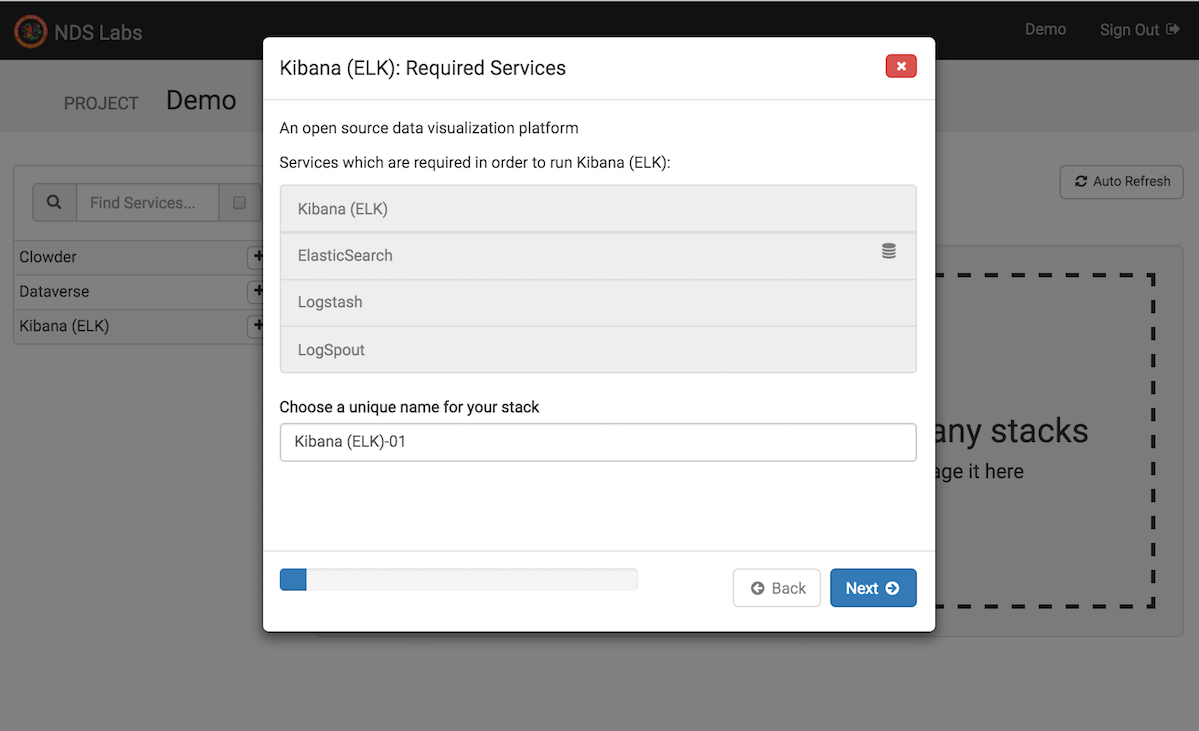 NDS Labs
Demo
Sign Out
PROJECT Demo
Find Services...
Clowder
Dataverse
Kibana (ELK)
Auto Refresh
any stacks
age it here
Kibana (ELK): Required Services
An open source data visualization platform
Services which are required in order to run Kibana (ELK):
Kibana (ELK)
ElasticSearch
Logstash
LogSpout
Choose a unique name for your stack
Kibana (ELK)-01
Back
Next